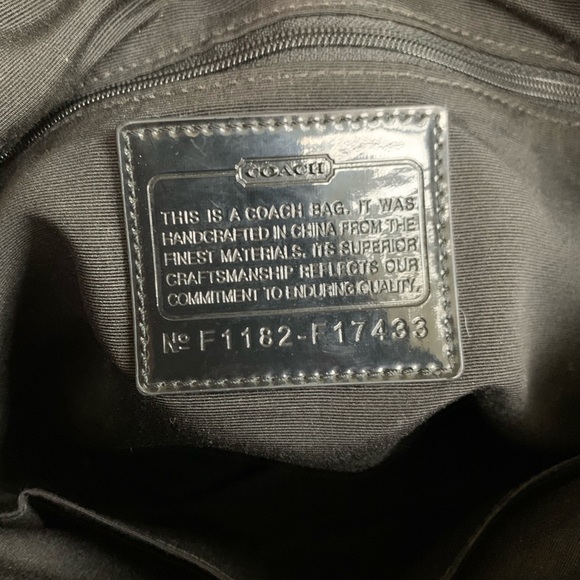 COACH
THIS IS A COACH BAG. IT WAS
HANDCRAFTED IN CHINA FROM THE
FINEST MATERIALS. ITS SUPERIOR
CRAFTSMANSHIP REFLECTS OUR
COMMITMENT TO ENDURING QUALITY.
№ F1182-F17433